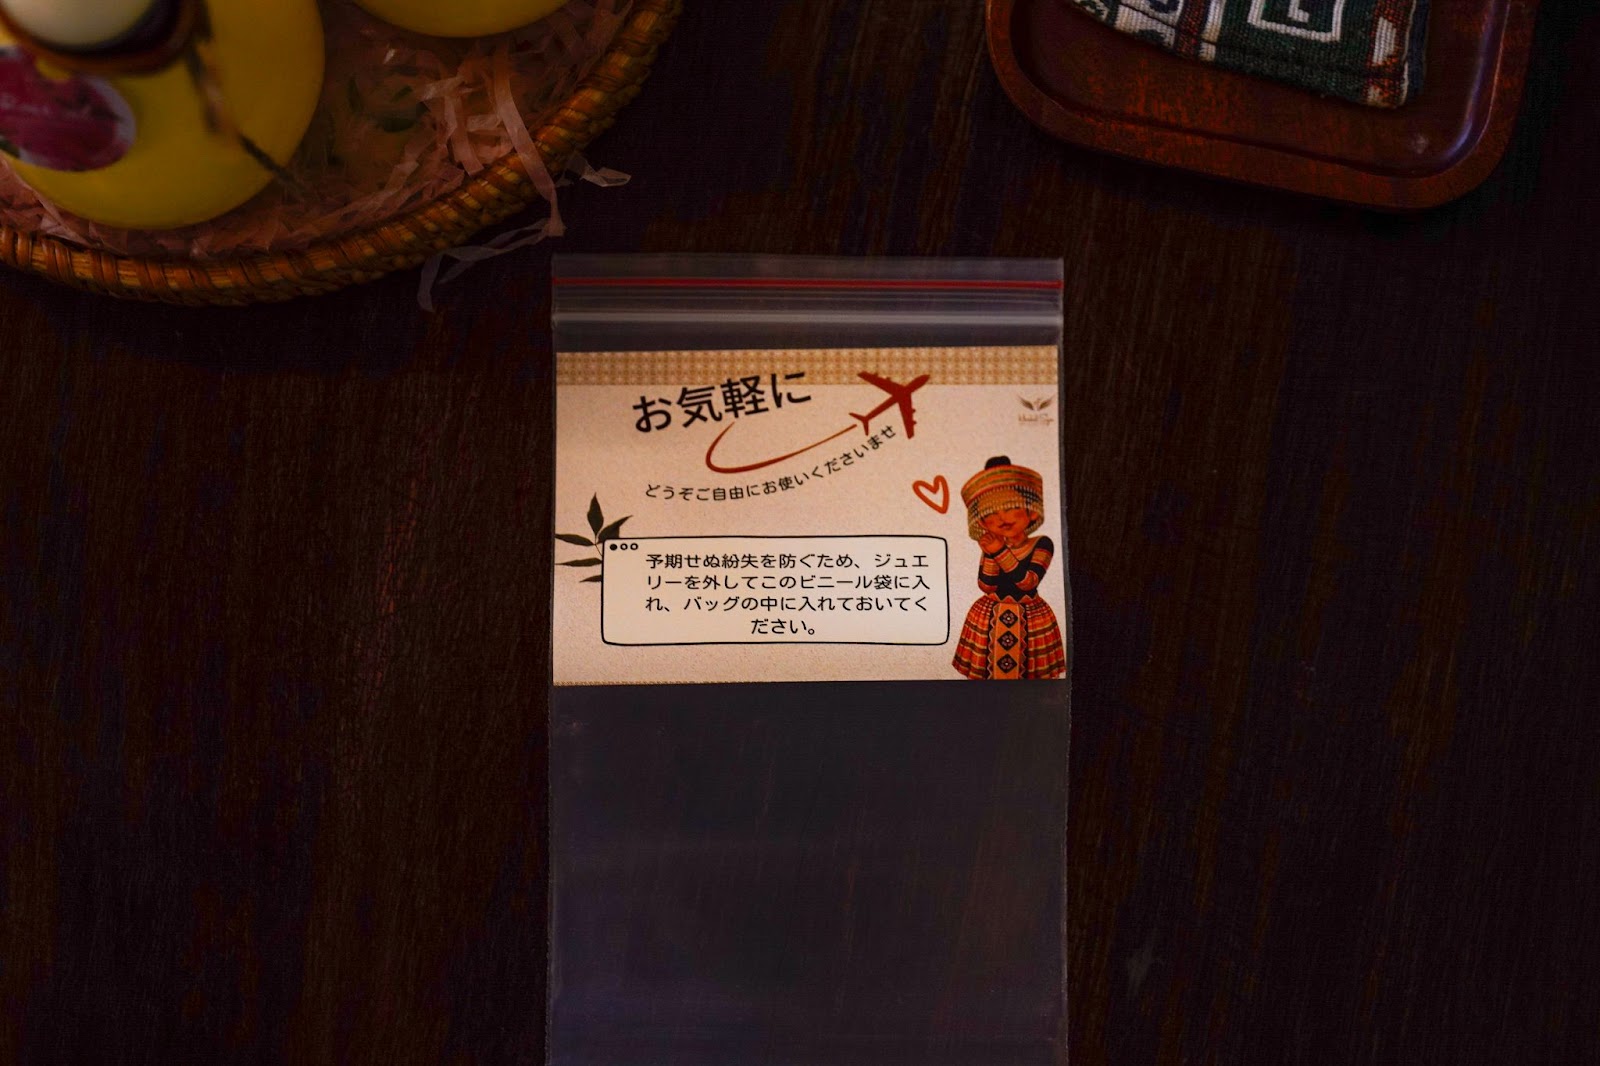 お気軽に
どうぞご自由にお使いくださいませ
予期せぬ紛失を防ぐため、ジュエ
リーを外してこのビニール袋に入
れ、バッグの中に入れておいてく
ださい。